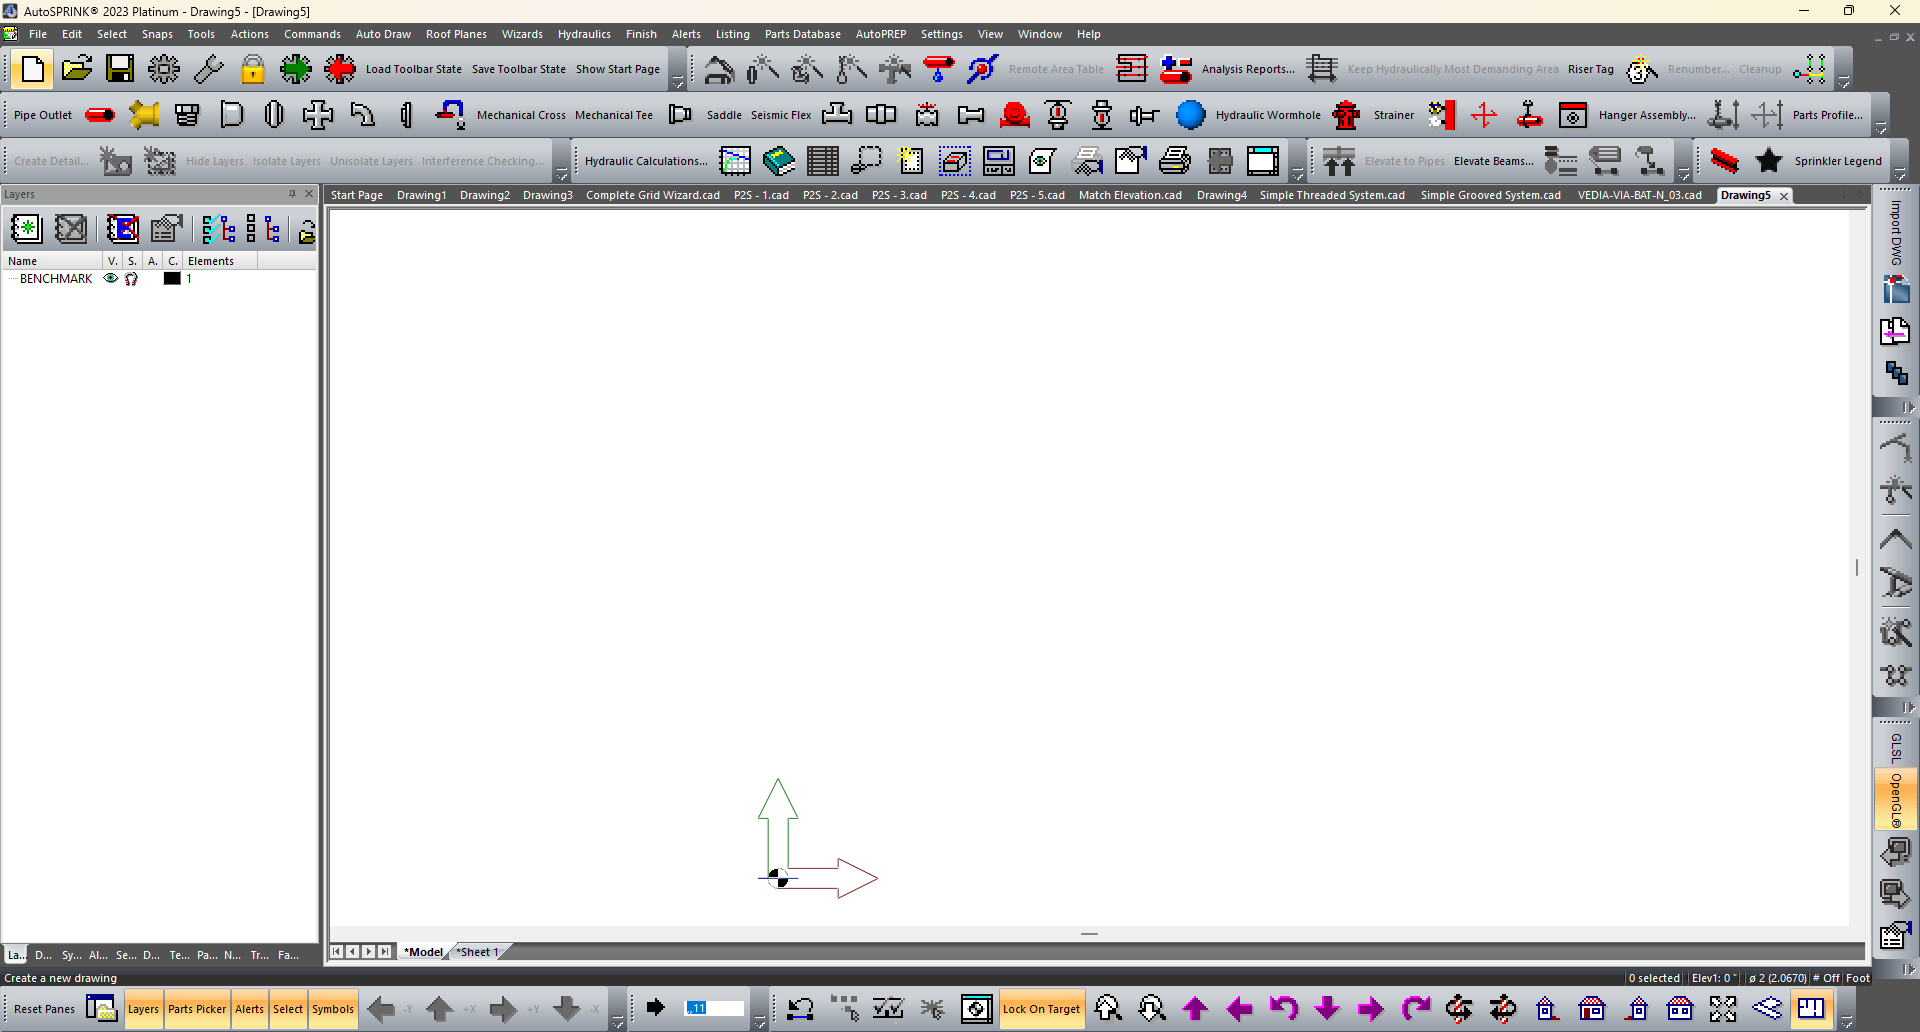 AutoSPRINK® 2023 Platinum - Drawing5 - [Drawing5]
File Edit Select Snaps Tools Actions Commands Auto Draw Roof Planes Wizards Hydraulics Finish Alerts Listing Parts Database AutoPREP Settings View Window Help
Load Toolbar State Save Toolbar State Show Start Page Remote Area Table Analysis Reports... Keep Hydraulically Most Demanding Area Riser Tag Renumber... Cleanup
Pipe Outlet Mechanical Cross Mechanical Tee Saddle Seismic Flex Hydraulic Wormhole Strainer Hanger Assembly... Parts Profile...
Create Detail... Hide Layers Isolate Layers Unisolate Layers Interference Checking... Hydraulic Calculations... Elevate to Pipes Elevate Beams... Sprinkler Legend
Layers
Start Page Drawing1 Drawing2 Drawing3 Complete Grid Wizard.cad P2S - 1.cad P2S - 2.cad P2S - 3.cad P2S - 4.cad P2S - 5.cad Match Elevation.cad Drawing4 Simple Threaded System.cad Simple Grooved System.cad VEDIA-VIA-BAT-N_03.cad Drawing5
Import DWG
Name V. S. A. C. Elements
BENCHMARK 1
GLSL
OpenGL®
*Model *Sheet 1
La... D... Sy... Al... Se... D... Te... Pa... N... Tr... Fa...
Create a new drawing
0 selected Elev1: 0 " ø 2 (2.0670) # Off Foot
Reset Panes Layers Parts Picker Alerts Select Symbols -Y +X +Y -X ,,11 Lock On Target